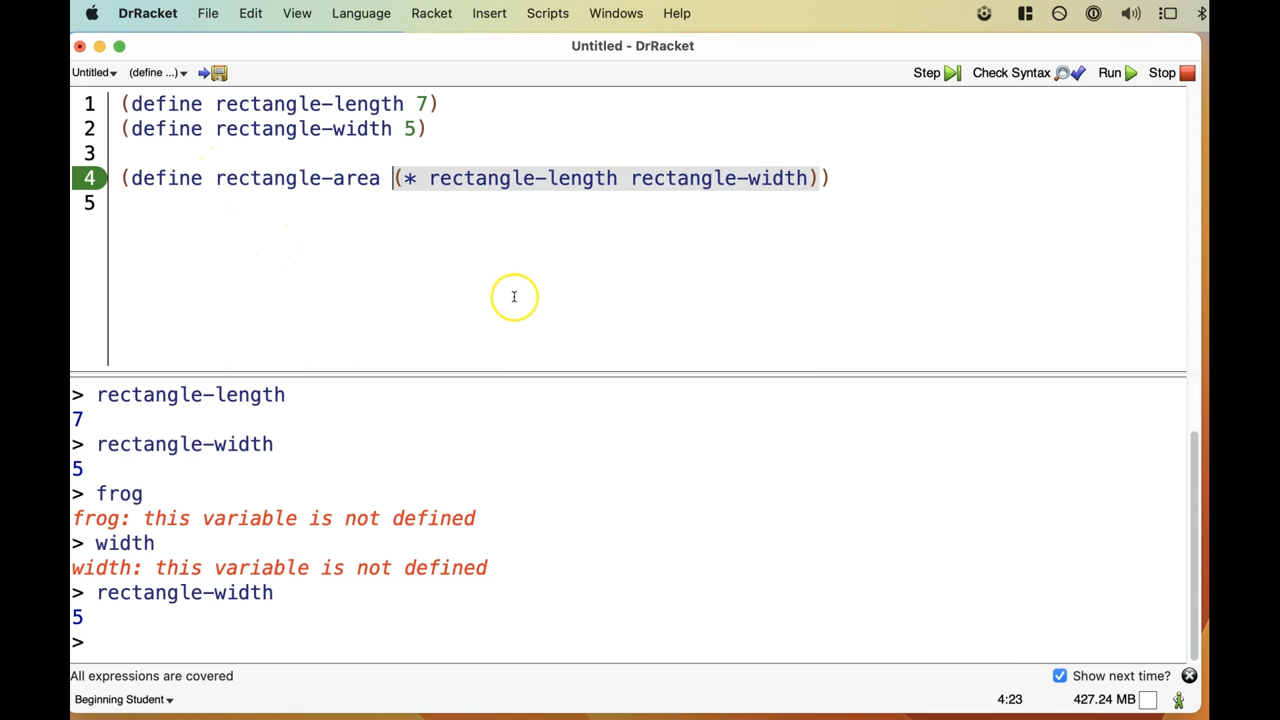 DrRacket File Edit View Language Racket Insert Scripts Windows Help
Untitled - DrRacket
Untitled▾ (define ...)▾ Step Check Syntax Run Stop
1 (define rectangle-length 7)
2 (define rectangle-width 5)
3
4 (define rectangle-area (* rectangle-length rectangle-width))
5
> rectangle-length
7
> rectangle-width
5
> frog
frog: this variable is not defined
> width
width: this variable is not defined
> rectangle-width
5
>
All expressions are covered Show next time?
Beginning Student▾ 4:23 427.24 MB